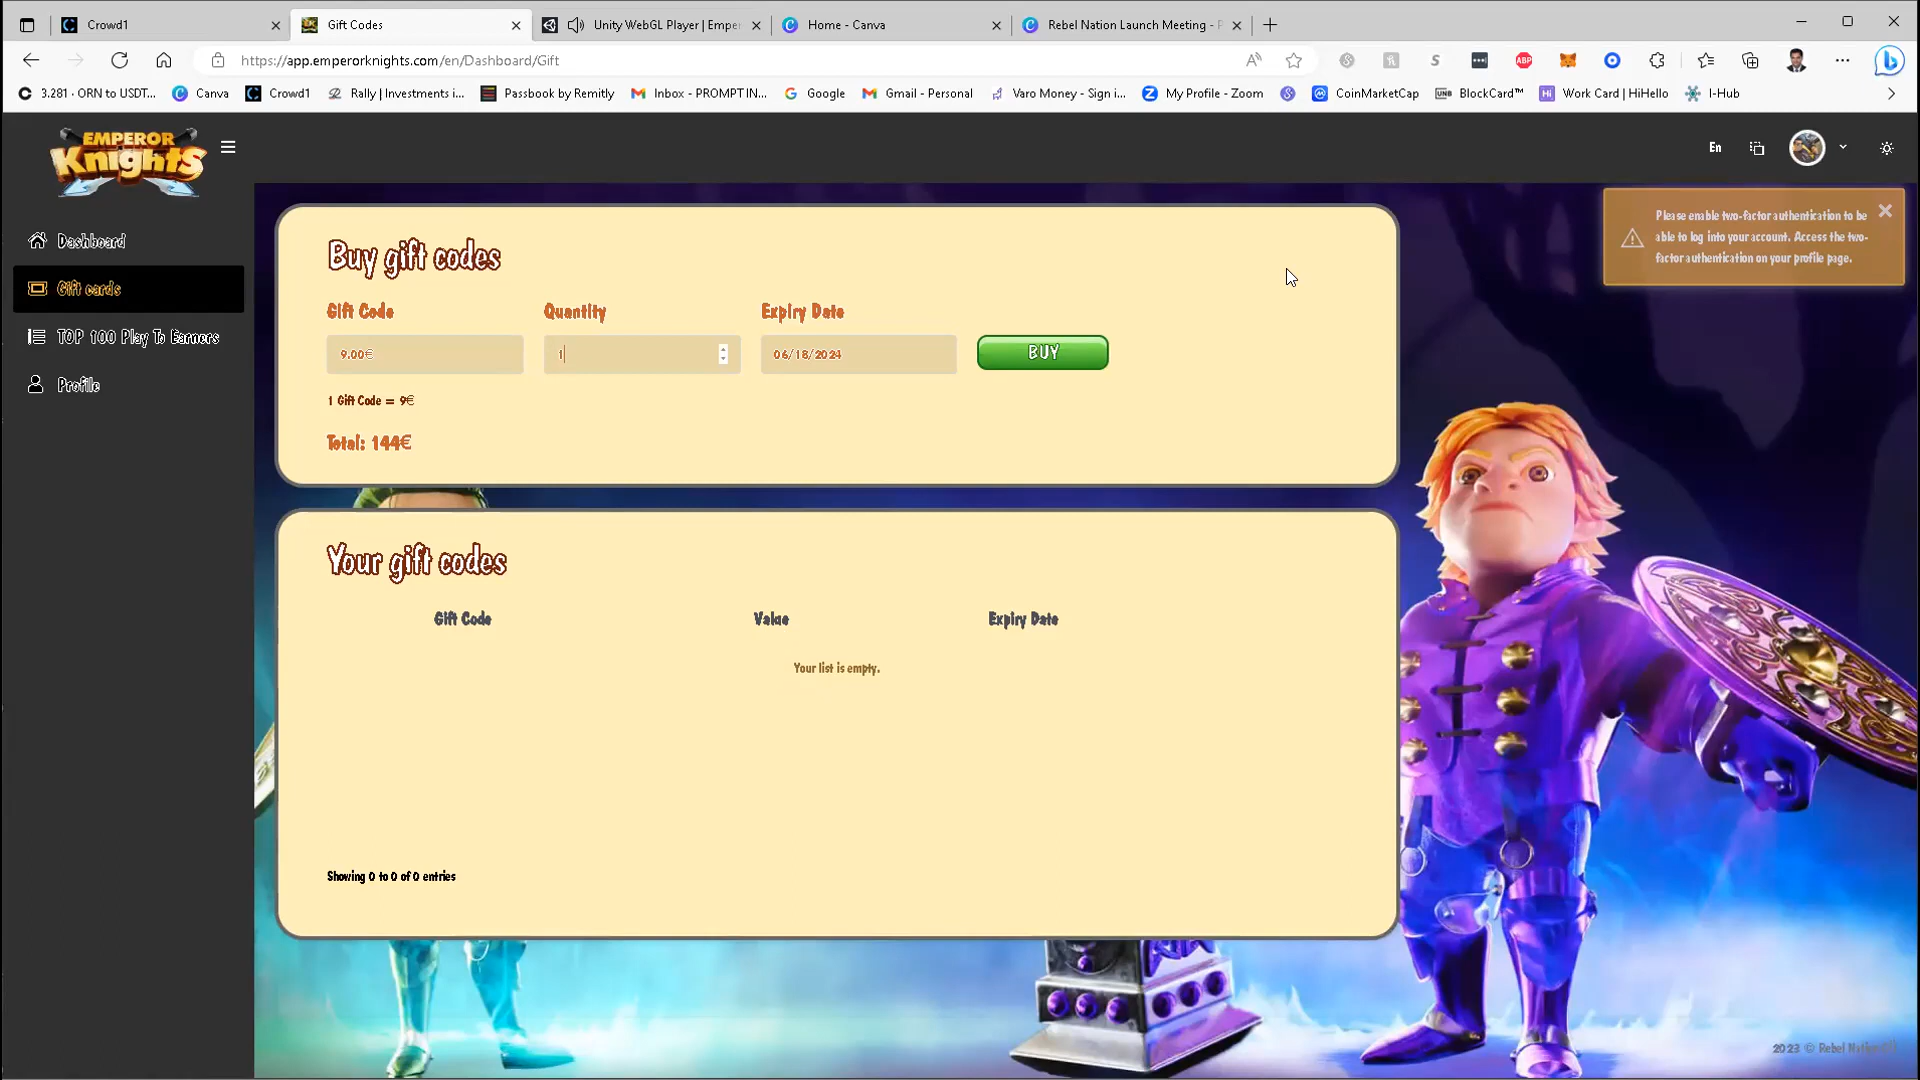 Crowd1
Gift Codes
Unity WebGL Player | Emper
Home - Canva
Rebel Nation Launch Meeting - P
https://app.emperorknights.com/en/Dashboard/Gift
3.281 · ORN to USDT...
Canva
Crowd1
Rally | Investments i...
Passbook by Remitly
Inbox - PROMPT IN...
Google
Gmail - Personal
Varo Money - Sign i...
My Profile - Zoom
CoinMarketCap
BlockCard™
Work Card | HiHello
I-Hub
EMPEROR
Knights
En
Dashboard
Gift cards
TOP 100 Play To Earners
Profile
Please enable two-factor authentication to be
able to log into your account. Access the two-
factor authentication on your profile page.
Buy gift codes
Gift Code
Quantity
Expiry Date
9.00€
1
06/18/2024
BUY
1 Gift Code = 9€
Total: 144€
Your gift codes
Gift Code
Value
Expiry Date
Your list is empty.
Showing 0 to 0 of 0 entries
2023 © Rebel Nation